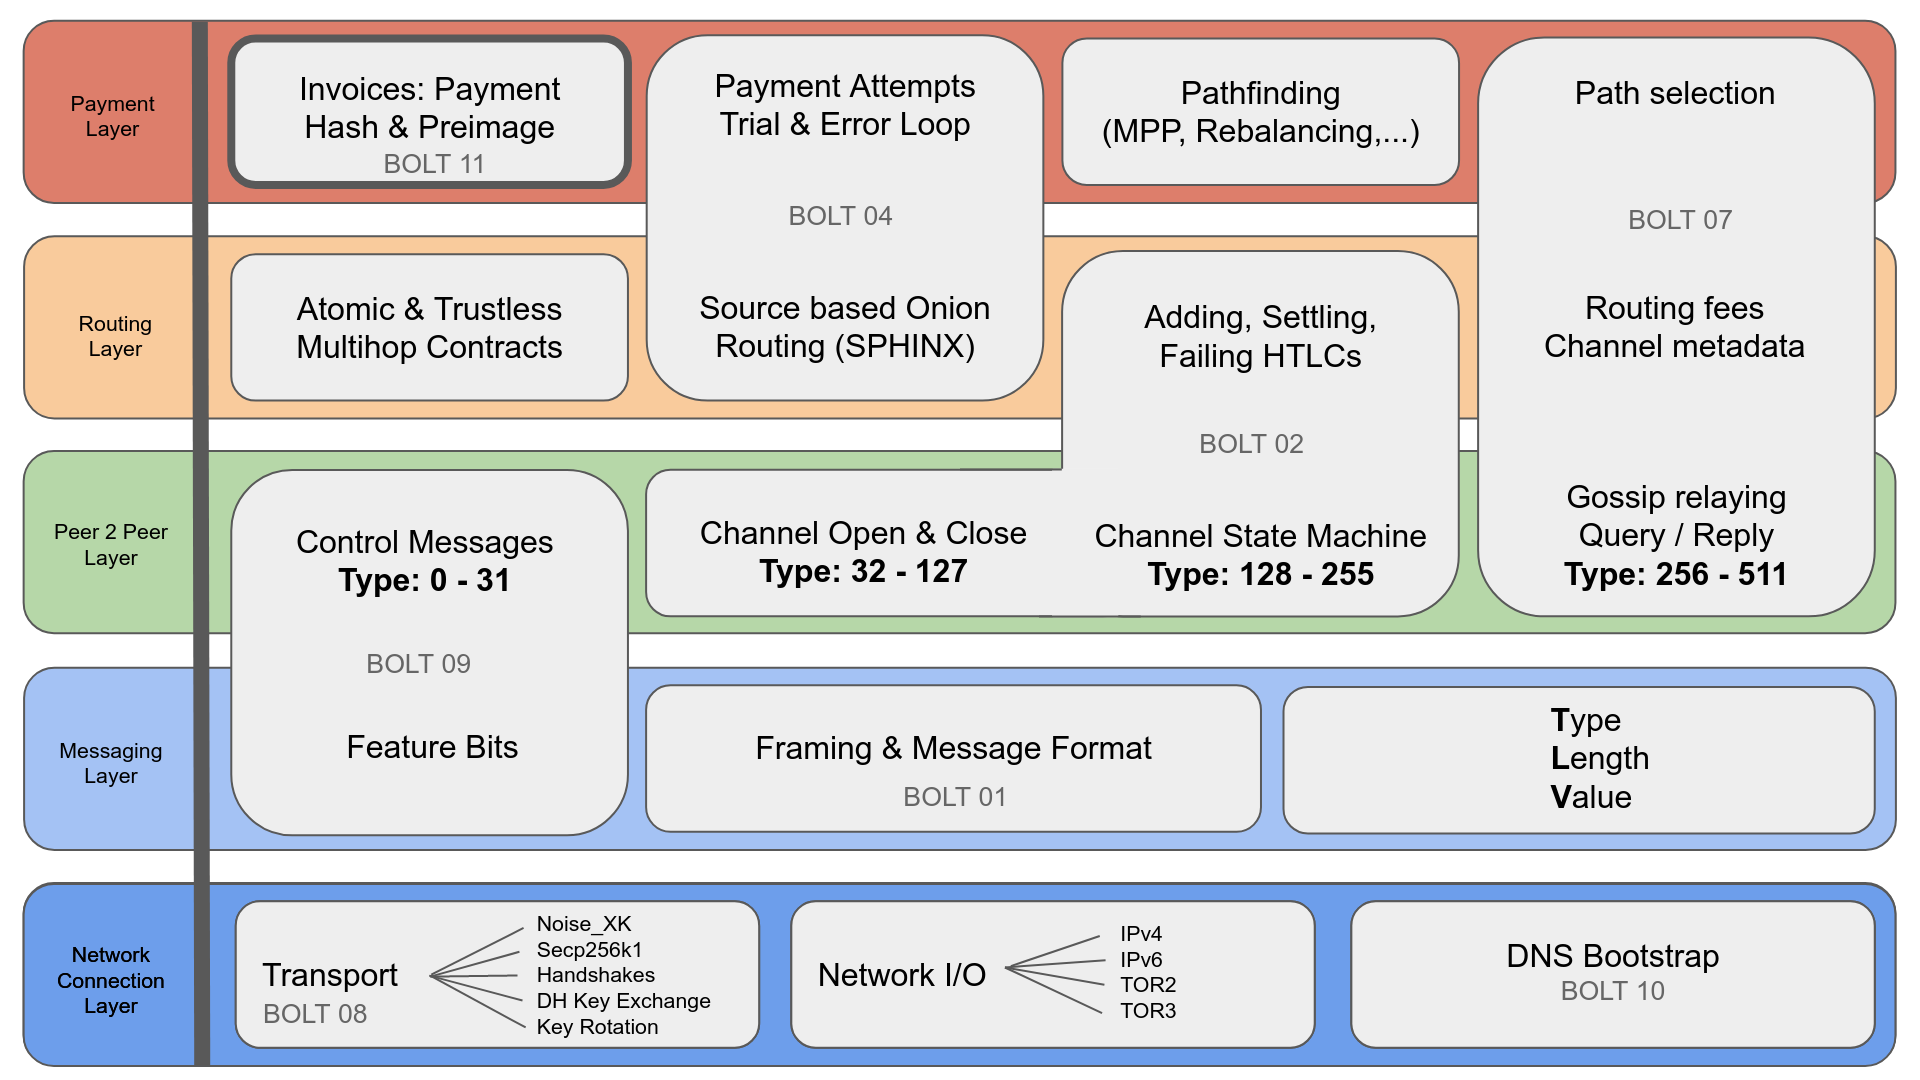 Payment
Layer
Invoices: Payment
Hash & Preimage
BOLT 11
Payment Attempts
Trial & Error Loop
BOLT 04
Source based Onion
Routing (SPHINX)
Pathfinding
(MPP, Rebalancing,...)
Path selection
BOLT 07
Routing fees
Channel metadata
Gossip relaying
Query / Reply
Type: 256 - 511
Routing
Layer
Atomic & Trustless
Multihop Contracts
Adding, Settling,
Failing HTLCs
BOLT 02
Channel State Machine
Type: 128 - 255
Peer 2 Peer
Layer
Control Messages
Type: 0 - 31
BOLT 09
Feature Bits
Channel Open & Close
Type: 32 - 127
Messaging
Layer
Framing & Message Format
BOLT 01
Type
Length
Value
Network
Connection
Layer
Transport
BOLT 08
Noise_XK
Secp256k1
Handshakes
DH Key Exchange
Key Rotation
Network I/O
IPv4
IPv6
TOR2
TOR3
DNS Bootstrap
BOLT 10